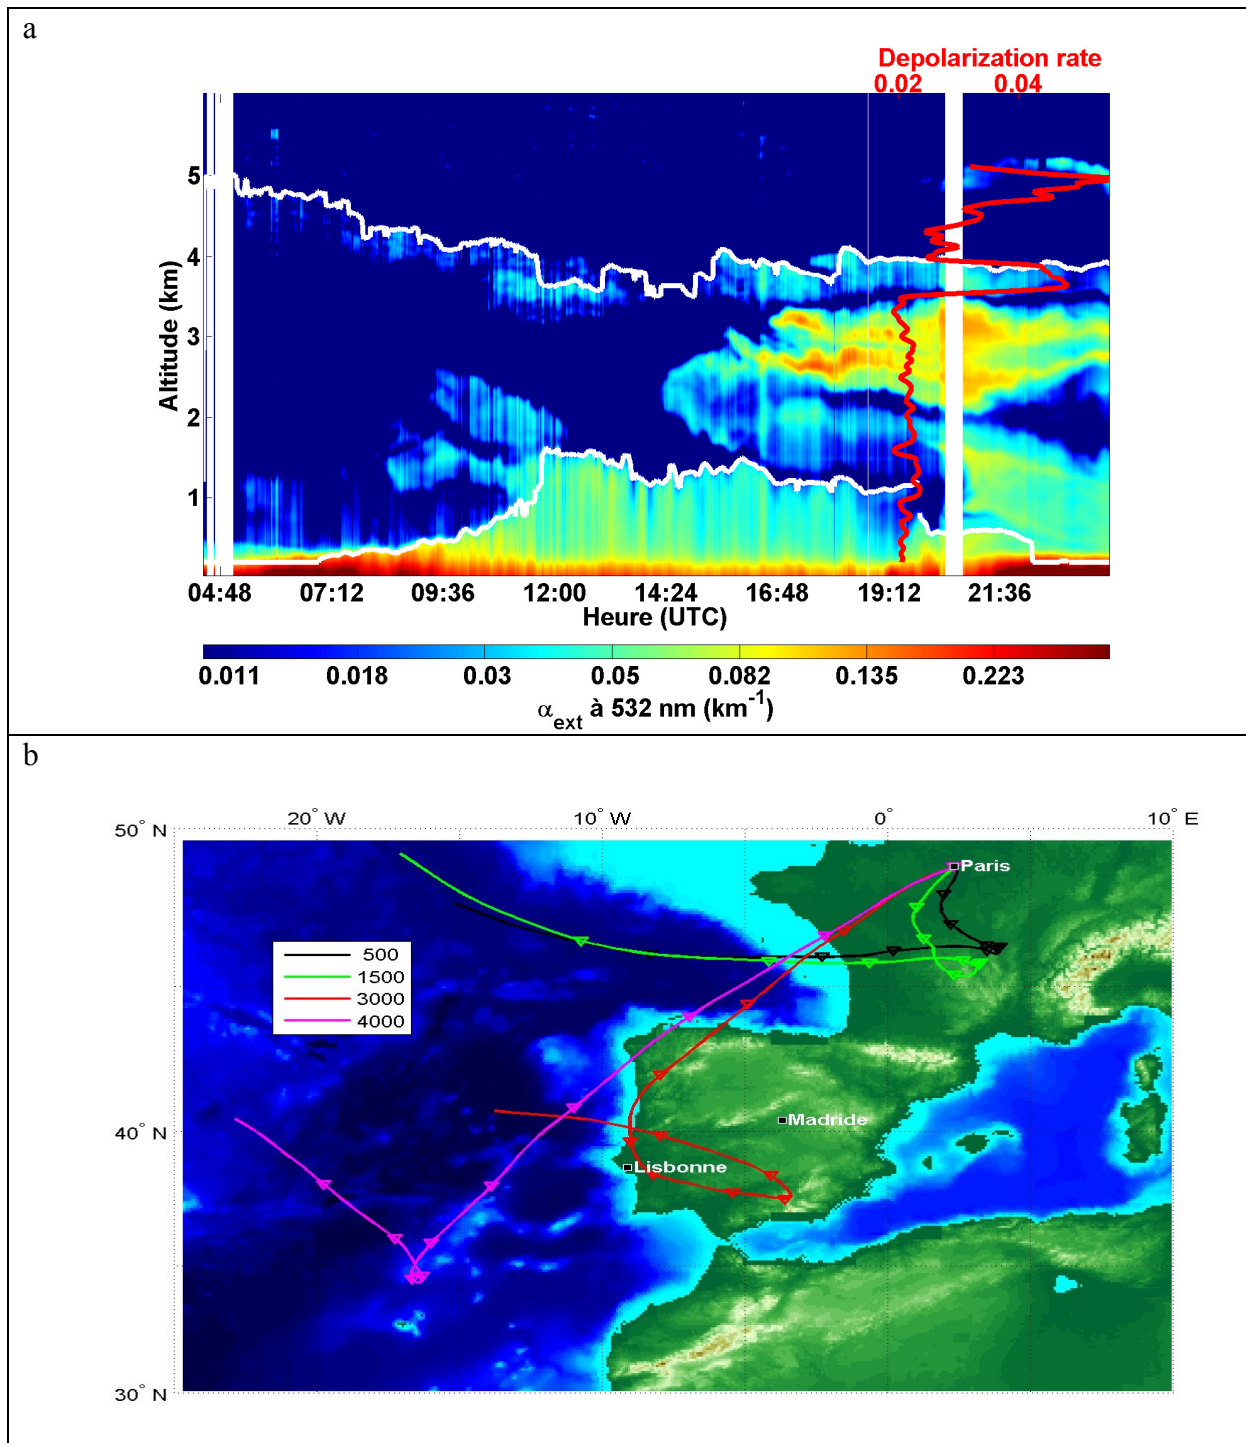 a
Depolarization rate
0.02 0.04
5
4
3
2
1
Altitude (km)
04:48 07:12 09:36 12:00 14:24 16:48 19:12 21:36
Heure (UTC)
0.011 0.018 0.03 0.05 0.082 0.135 0.223
αext à 532 nm (km-1)
b
20° W 10° W 0° 10° E
50° N
Paris
500
1500
3000
4000
Madride
40° N
Lisbonne
30° N